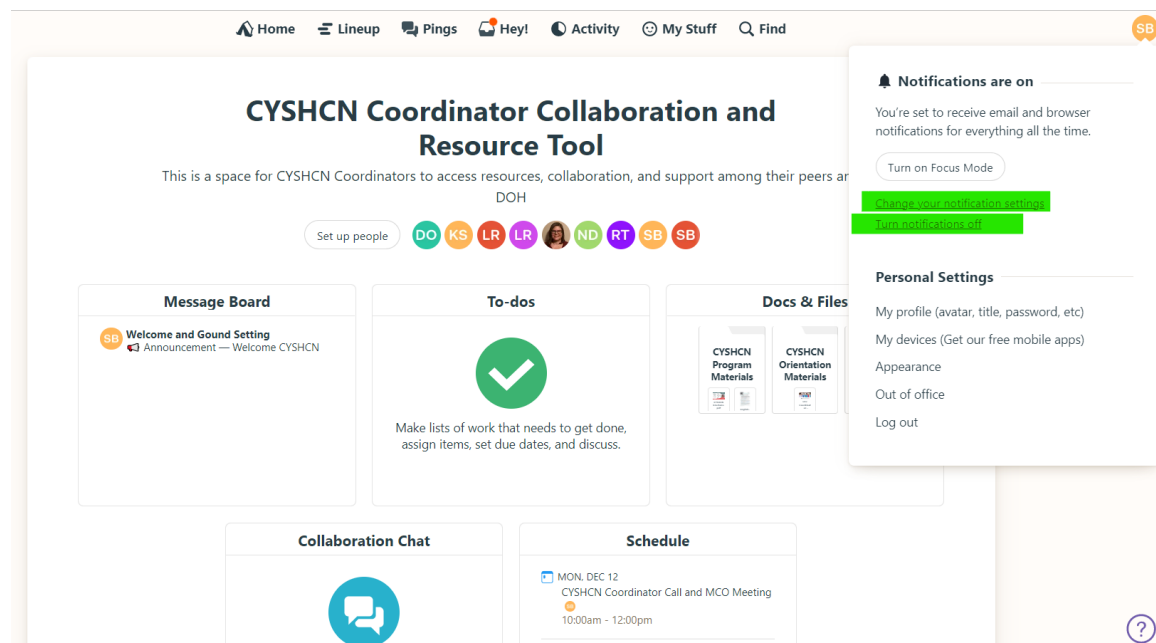 Home
Lineup
Pings
Hey!
Activity
My Stuff
Find
SB
CYSHCN Coordinator Collaboration and
Resource Tool
This is a space for CYSHCN Coordinators to access resources, collaboration, and support among their peers
DOH
Set up people
DO KS LR LR ND RT SB SB
Message Board
SB
Welcome and Gound Setting
Announcement — Welcome CYSHCN
To-dos
Make lists of work that needs to get done,
assign items, set due dates, and discuss.
Docs & Files
CYSHCN
Program
Materials
CYSHCN
Orientation
Materials
Collaboration Chat
Schedule
MON, DEC 12
CYSHCN Coordinator Call and MCO Meeting
10:00am - 12:00pm
Notifications are on
You're set to receive email and browser
notifications for everything all the time.
Turn on Focus Mode
Change your notification settings
Turn notifications off
Personal Settings
My profile (avatar, title, password, etc)
My devices (Get our free mobile apps)
Appearance
Out of office
Log out
?